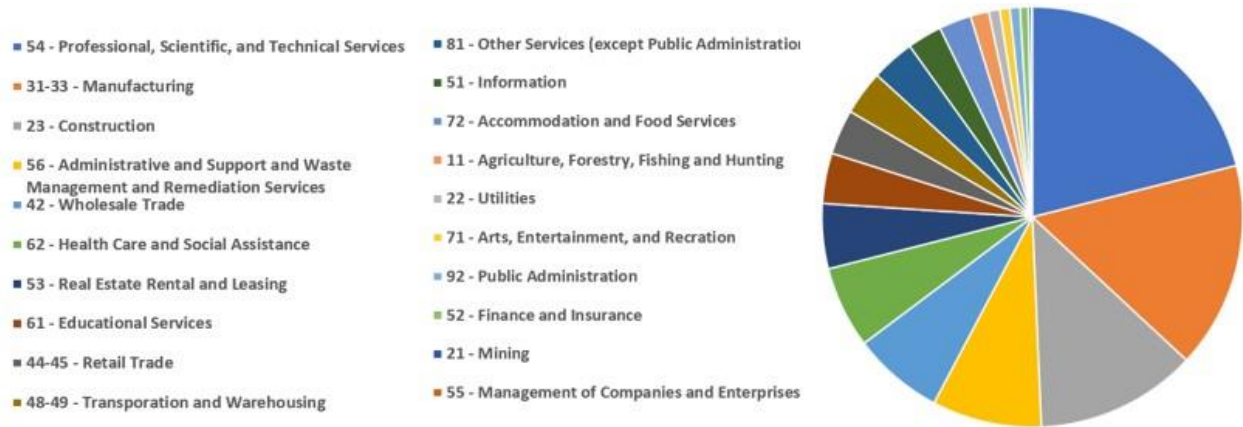 54 - Professional, Scientific, and Technical Services
31-33 - Manufacturing
23 - Construction
56 - Administrative and Support and Waste
Management and Remediation Services
42 - Wholesale Trade
62 - Health Care and Social Assistance
53 - Real Estate Rental and Leasing
61 - Educational Services
44-45 - Retail Trade
48-49 - Transporation and Warehousing
81 - Other Services (except Public Administration
51 - Information
72 - Accommodation and Food Services
11 - Agriculture, Forestry, Fishing and Hunting
22 - Utilities
71 - Arts, Entertainment, and Recration
92 - Public Administration
52 - Finance and Insurance
21 - Mining
55 - Management of Companies and Enterprises